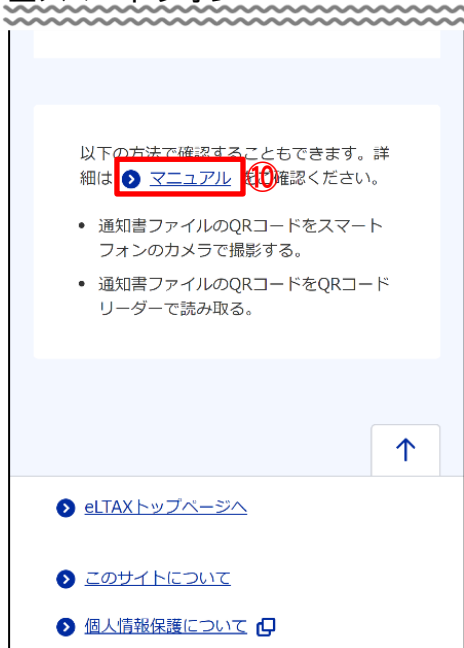 以下の方法で確認することもできます。詳
細は マニュアル ⑩ をご確認ください。
• 通知書ファイルのQRコードをスマート
フォンのカメラで撮影する。
• 通知書ファイルのQRコードをQRコード
リーダーで読み取る。
↑
eLTAXトップページへ
このサイトについて
個人情報保護について